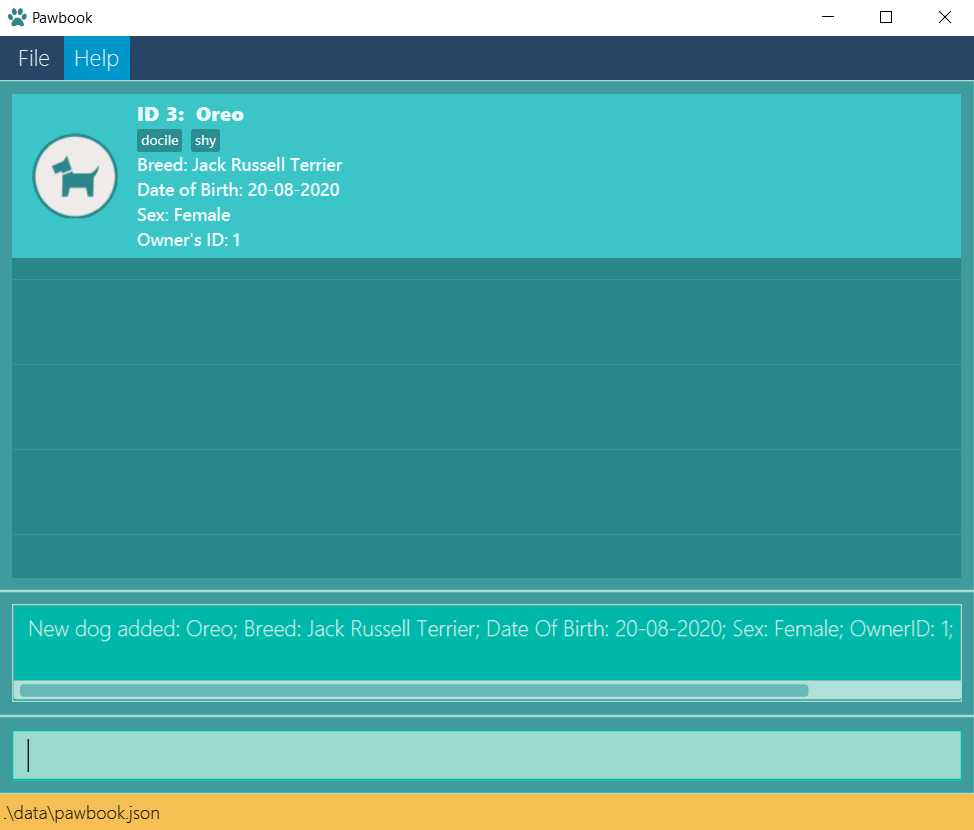 Pawbook
File Help
ID 3: Oreo
docile shy
Breed: Jack Russell Terrier
Date of Birth: 20-08-2020
Sex: Female
Owner's ID: 1
New dog added: Oreo; Breed: Jack Russell Terrier; Date Of Birth: 20-08-2020; Sex: Female; OwnerID: 1;
.\data\pawbook.json